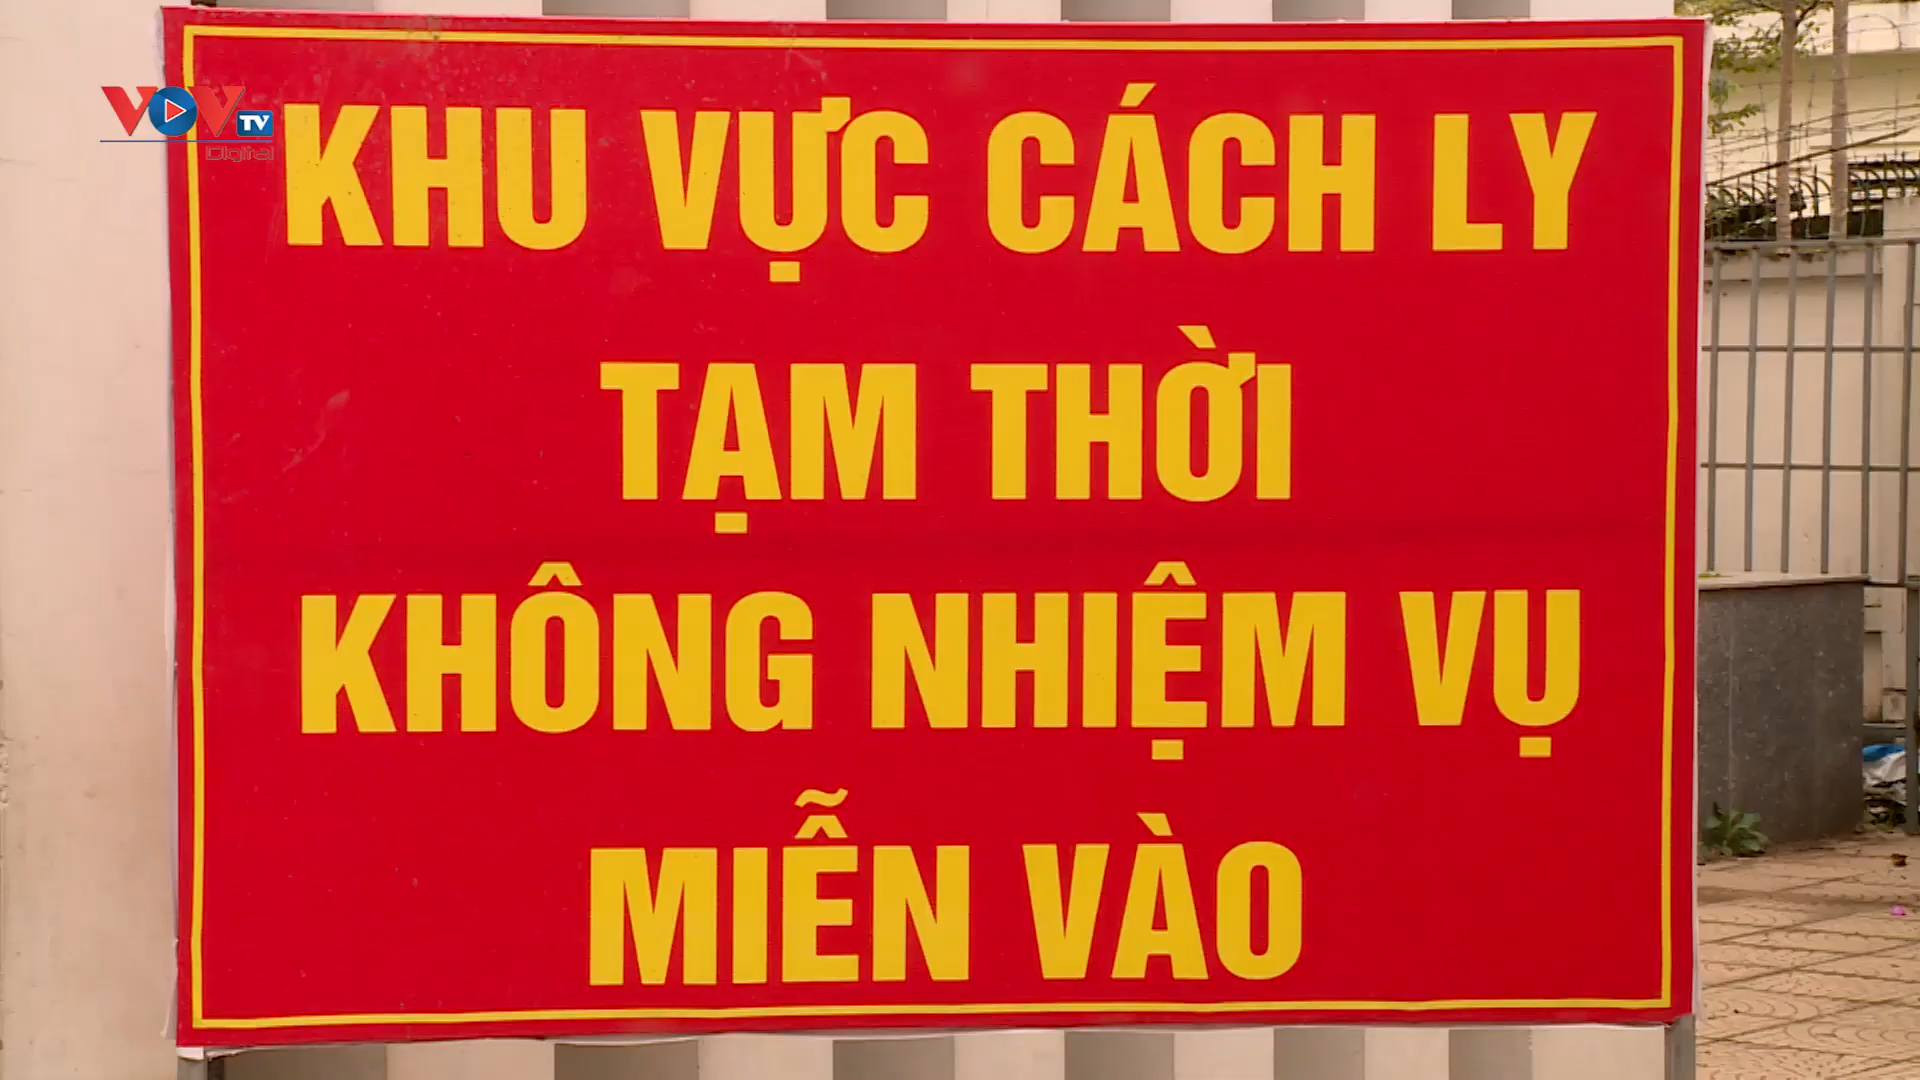 VOV TV
Digital
KHU VỰC CÁCH LY
TẠM THỜI
KHÔNG NHIỆM VỤ
MIỄN VÀO